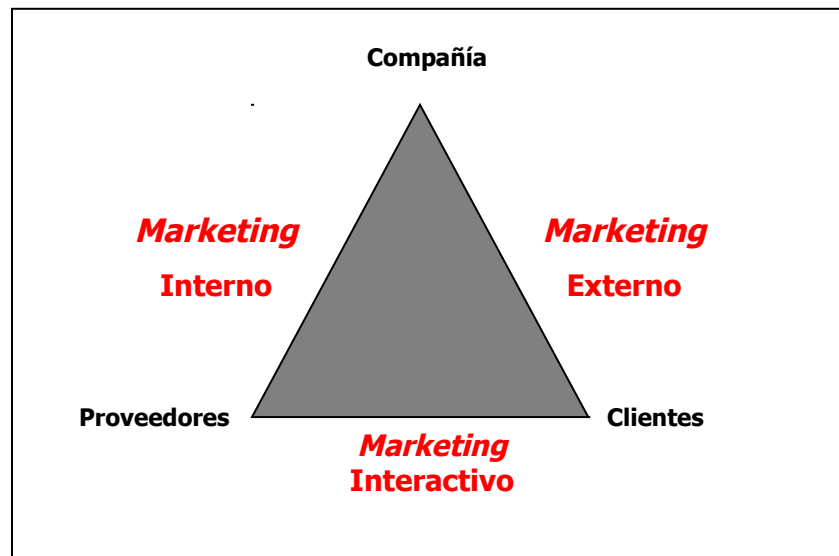 Compañía
Marketing
Interno
Marketing
Externo
Proveedores
Clientes
Marketing
Interactivo